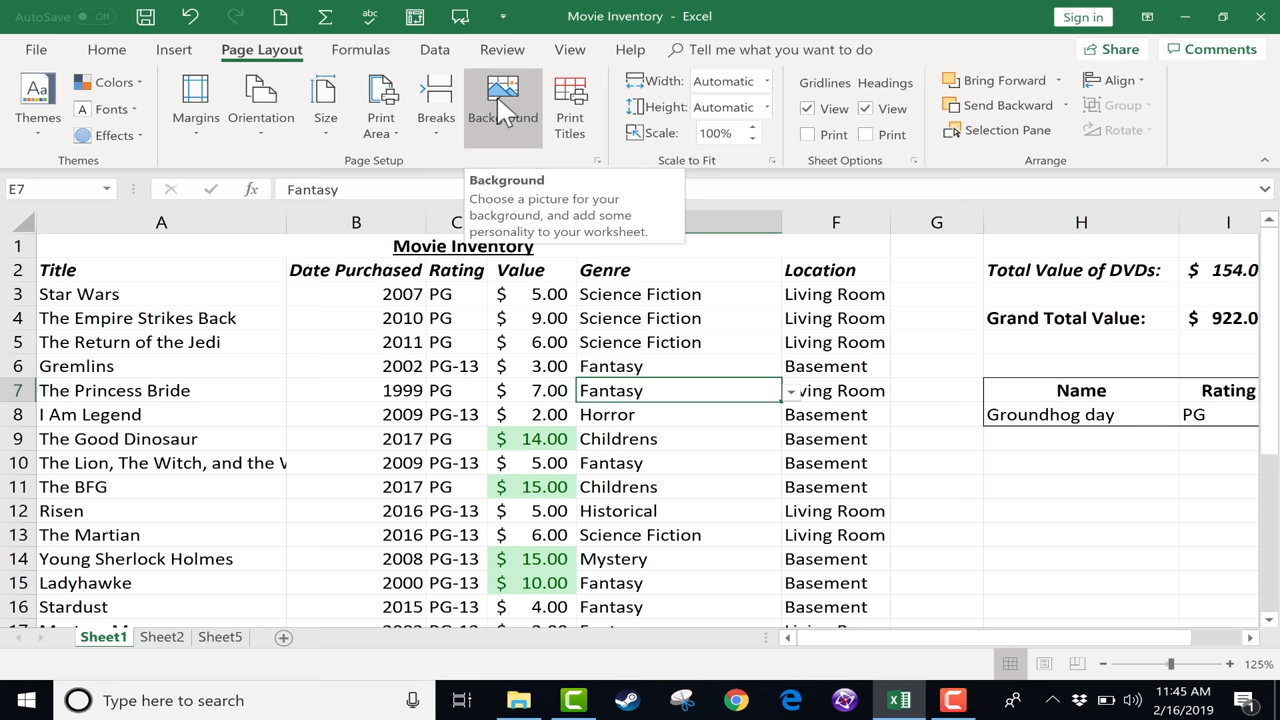 AutoSave Off Movie Inventory - Excel Sign in
File Home Insert Page Layout Formulas Data Review View Help Tell me what you want to do Share Comments
Themes Colors Fonts Effects Themes
Margins Orientation Size Print Area Breaks Background Print Titles Page Setup
Width: Automatic
Height: Automatic
Scale: 100%
Scale to Fit
Gridlines Headings
View View
Print Print
Sheet Options
Bring Forward Send Backward Selection Pane Align Group Rotate Arrange
E7 fx Fantasy
Background
Choose a picture for your
background, and add some
personality to your worksheet.
A B C F G H I
1 Movie Inventory
2 Title Date Purchased Rating Value Genre Location Total Value of DVDs: $ 154.0
3 Star Wars 2007 PG $ 5.00 Science Fiction Living Room
4 The Empire Strikes Back 2010 PG $ 9.00 Science Fiction Living Room Grand Total Value: $ 922.0
5 The Return of the Jedi 2011 PG $ 6.00 Science Fiction Living Room
6 Gremlins 2002 PG-13 $ 3.00 Fantasy Basement
7 The Princess Bride 1999 PG $ 7.00 Fantasy ving Room Name Rating
8 I Am Legend 2009 PG-13 $ 2.00 Horror Basement Groundhog day PG
9 The Good Dinosaur 2017 PG $ 14.00 Childrens Basement
10 The Lion, The Witch, and the W 2009 PG-13 $ 5.00 Fantasy Basement
11 The BFG 2017 PG $ 15.00 Childrens Basement
12 Risen 2016 PG-13 $ 5.00 Historical Living Room
13 The Martian 2016 PG-13 $ 6.00 Science Fiction Living Room
14 Young Sherlock Holmes 2008 PG-13 $ 15.00 Mystery Basement
15 Ladyhawke 2000 PG-13 $ 10.00 Fantasy Basement
16 Stardust 2015 PG-13 $ 4.00 Fantasy Basement
Sheet1 Sheet2 Sheet5
125%
Type here to search 11:45 AM
2/16/2019